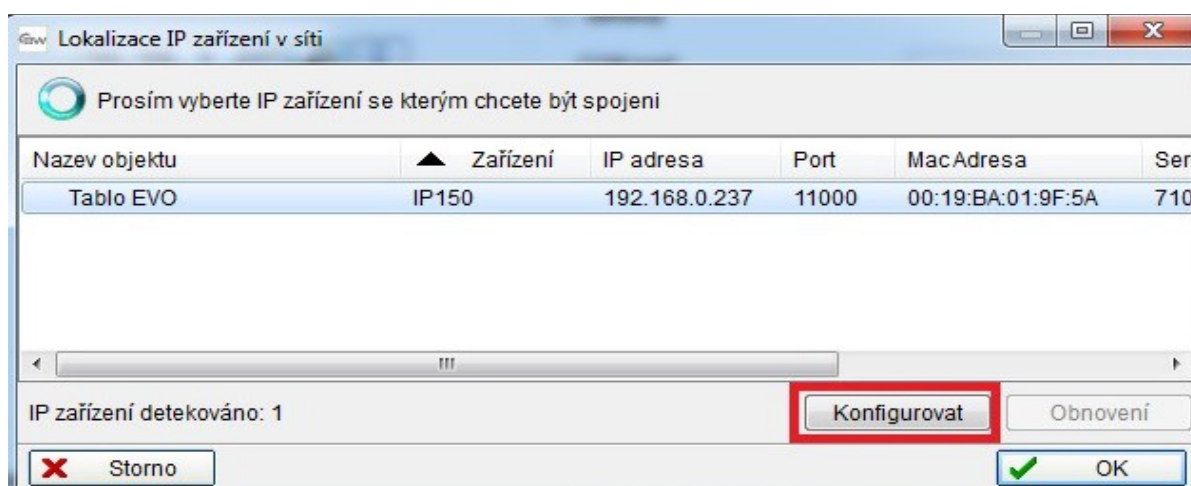 Lokalizace IP zařízení v síti
Prosím vyberte IP zařízení se kterým chcete být spojeni
Nazev objektu Zařízení IP adresa Port MacAdresa Ser
Tablo EVO IP150 192.168.0.237 11000 00:19:BA:01:9F:5A 710
IP zařízení detekováno: 1 Konfigurovat Obnovení
Storno OK